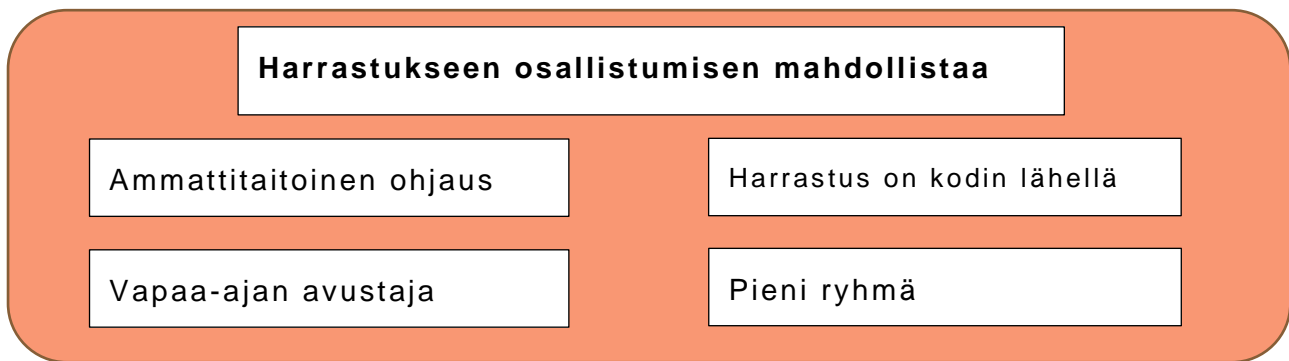 Harrastukseen osallistumisen mahdollistaa
Ammattitaitoinen ohjaus
Harrastus on kodin lähellä
Vapaa-ajan avustaja
Pieni ryhmä